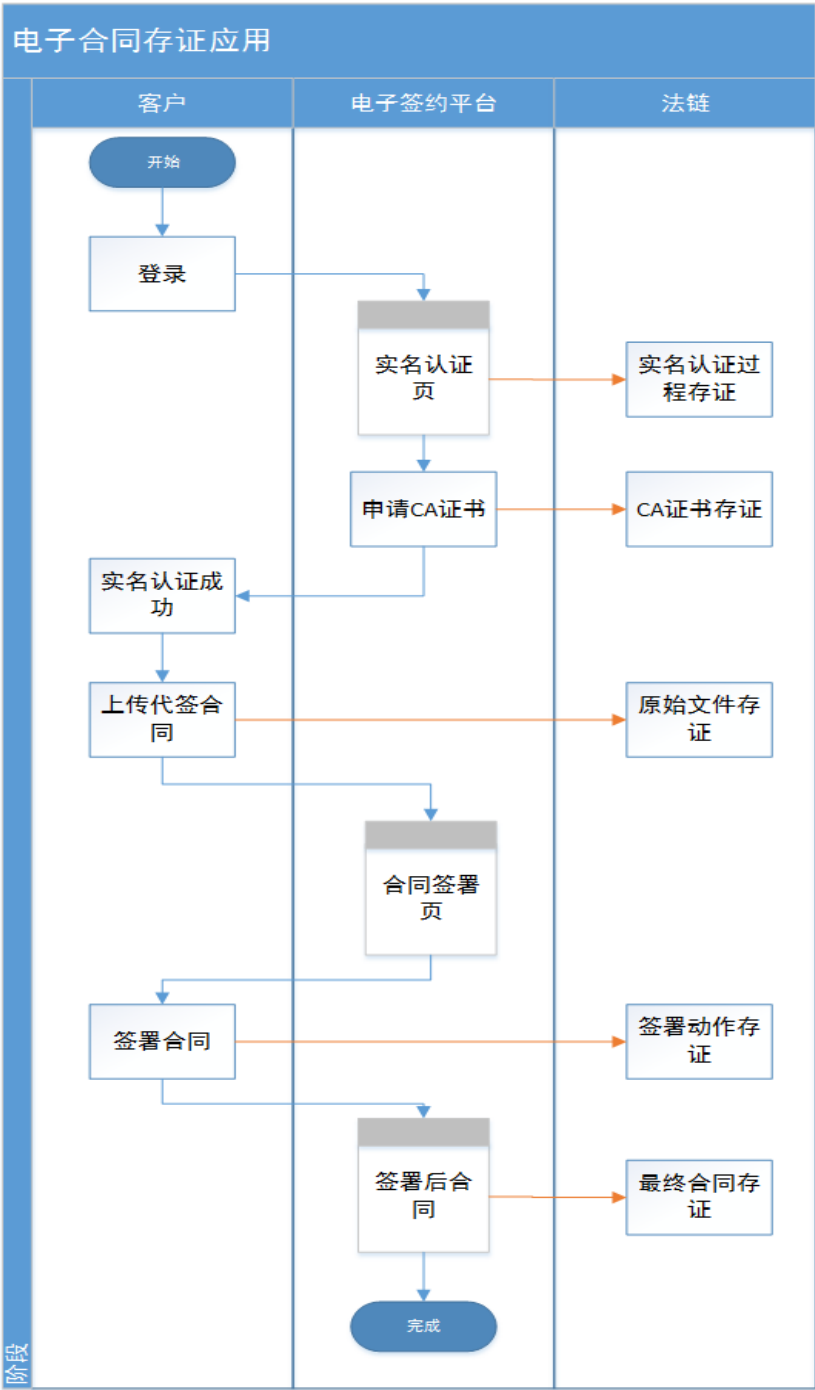 电子合同存证应用
客户
电子签约平台
法链
开始
登录
实名认证
页
实名认证过
程存证
申请CA证书
CA证书存证
实名认证成
功
上传代签合
同
原始文件存
证
合同签署
页
签署合同
签署动作存
证
签署后合
同
最终合同存
证
完成
阶段